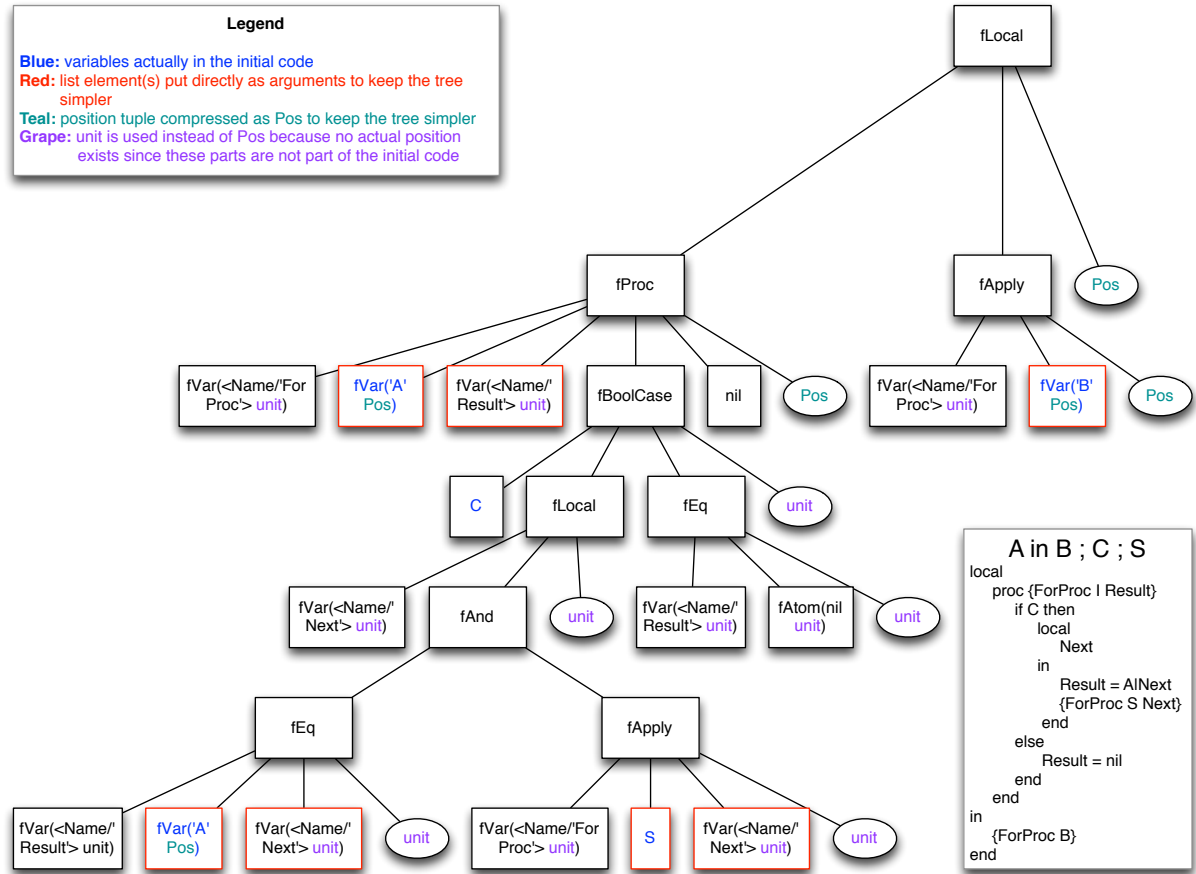 Legend
Blue: variables actually in the initial code
Red: list element(s) put directly as arguments to keep the tree
simpler
Teal: position tuple compressed as Pos to keep the tree simpler
Grape: unit is used instead of Pos because no actual position
exists since these parts are not part of the initial code
fLocal
fProc
fApply
Pos
fVar(<Name/'For
Proc'> unit)
fVar('A'
Pos)
fVar(<Name/'
Result'> unit)
fBoolCase
nil
Pos
fVar(<Name/'For
Proc'> unit)
fVar('B'
Pos)
Pos
C
fLocal
fEq
unit
fVar(<Name/'
Next'> unit)
fAnd
unit
fVar(<Name/'
Result'> unit)
fAtom(nil
unit)
unit
fEq
fApply
fVar(<Name/'
Result'> unit)
fVar('A'
Pos)
fVar(<Name/'
Next'> unit)
unit
fVar(<Name/'For
Proc'> unit)
S
fVar(<Name/'
Next'> unit)
unit
A in B ; C ; S
local
proc {ForProc I Result}
if C then
local
Next
in
Result = A|Next
{ForProc S Next}
end
else
Result = nil
end
end
in
{ForProc B}
end